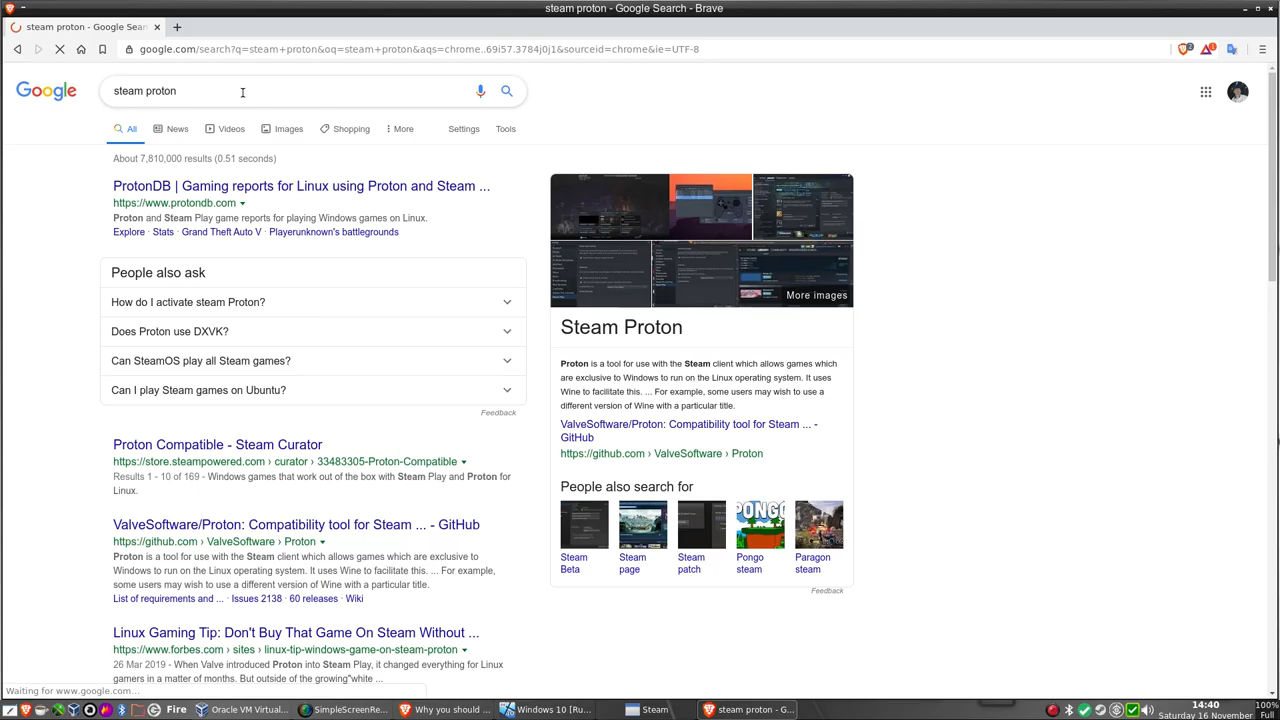 steam proton - Google Search - Brave
steam proton - Google Sear
google.com/search?q=steam+proton&oq=steam+proton&aqs=chrome..69i57.3784j0j1&sourceid=chrome&ie=UTF-8
2
1
Google
steam proton
All
News
Videos
Images
Shopping
More
Settings
Tools
About 7,810,000 results (0.51 seconds)
ProtonDB | Gaming reports for Linux using Proton and Steam ...
https://www.protondb.com
Proton and Steam Play game reports for playing Windows games on Linux.
Explore · Stats · Grand Theft Auto V · Playerunknown's battlegrounds
People also ask
How do I activate steam Proton?
Does Proton use DXVK?
Can SteamOS play all Steam games?
Can I play Steam games on Ubuntu?
Feedback
Proton Compatible - Steam Curator
https://store.steampowered.com › curator › 33483305-Proton-Compatible
Results 1 - 10 of 169 - Windows games that work out of the box with Steam Play and Proton for
Linux.
ValveSoftware/Proton: Compatibility tool for Steam ... - GitHub
https://github.com › ValveSoftware › Proton
Proton is a tool for use with the Steam client which allows games which are exclusive to
Windows to run on the Linux operating system. It uses Wine to facilitate this. ... For example,
some users may wish to use a different version of Wine with a particular title.
List of requirements and ... · Issues 2138 · 60 releases · Wiki
Linux Gaming Tip: Don't Buy That Game On Steam Without ...
https://www.forbes.com › sites › linux-tip-windows-game-on-steam-proton
26 Mar 2019 - When Valve introduced Proton into Steam Play, it changed everything for Linux
gamers in a matter of months. But outside of the growing"white ...
More images
Steam Proton
Proton is a tool for use with the Steam client which allows games which
are exclusive to Windows to run on the Linux operating system. It uses
Wine to facilitate this. ... For example, some users may wish to use a
different version of Wine with a particular title.
ValveSoftware/Proton: Compatibility tool for Steam ... -
GitHub
https://github.com › ValveSoftware › Proton
People also search for
PONGO
Steam Beta
Steam page
Steam patch
Pongo steam
Paragon steam
Feedback
Waiting for www.google.com...
Fire
Oracle VM Virtual...
SimpleScreenRe...
Why you should ...
Windows 10 [Ru...
Steam
steam proton - G...
14:40
Saturday 16 November
100%
Full